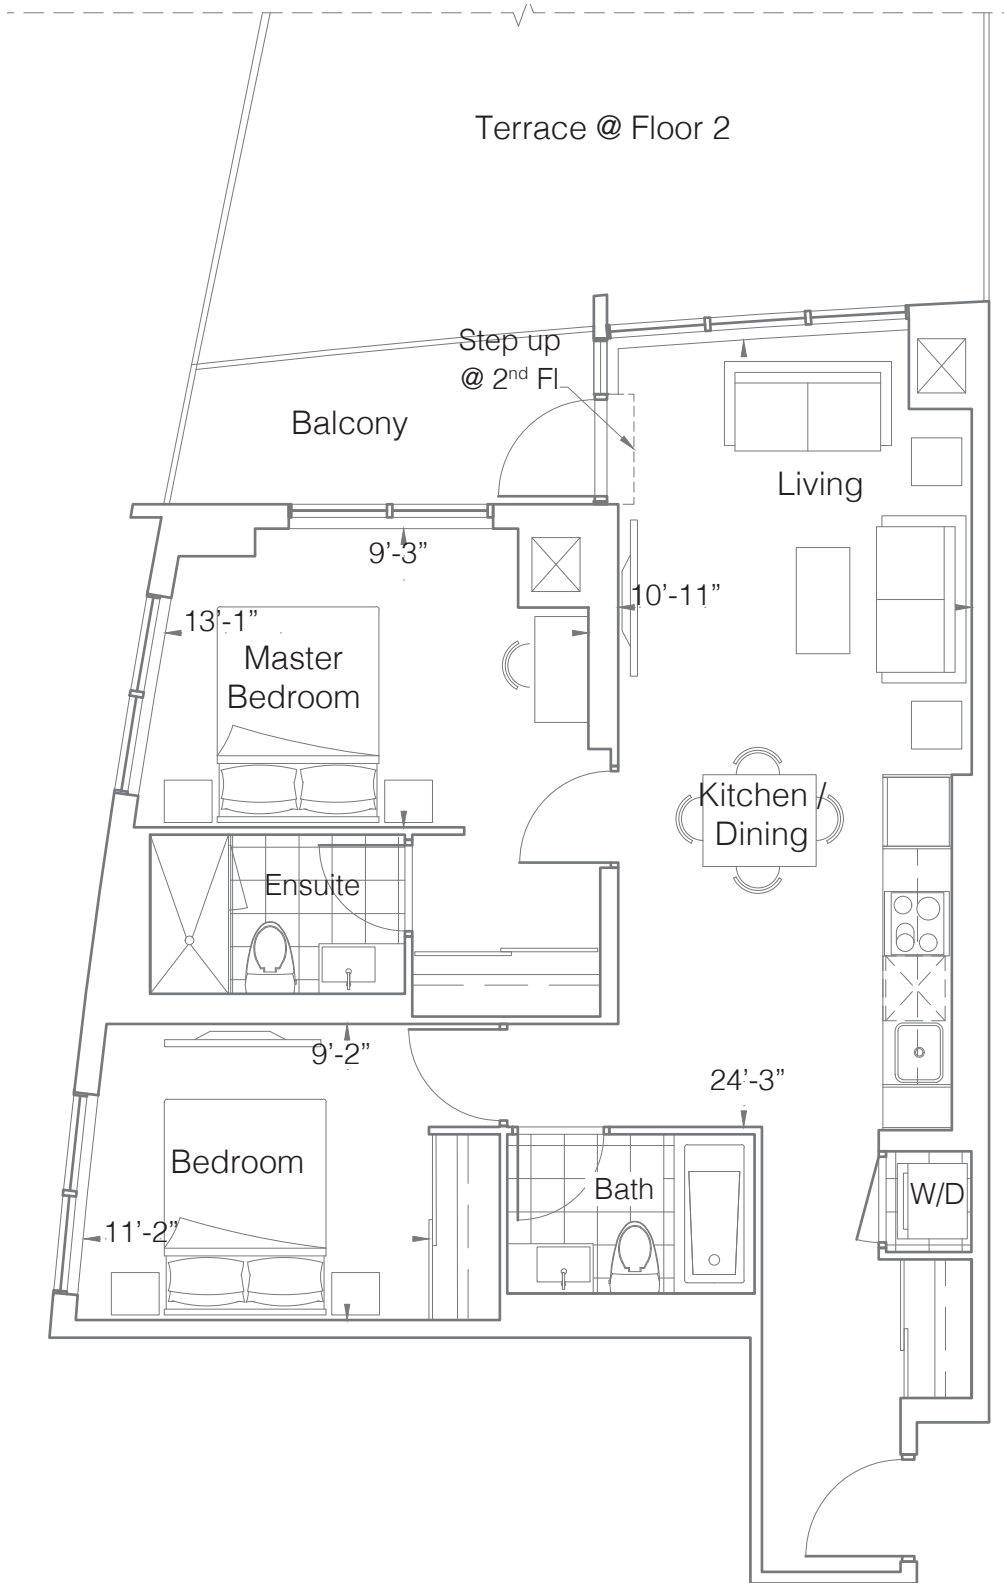 Terrace @ Floor 2
Step up
@ 2nd Fl
Balcony
Living
9’-3”
13’-1”
10’-11”
Master
Bedroom
Kitchen /
Dining
Ensuite
9’-2”
24’-3”
Bedroom
Bath
W/D
11’-2”